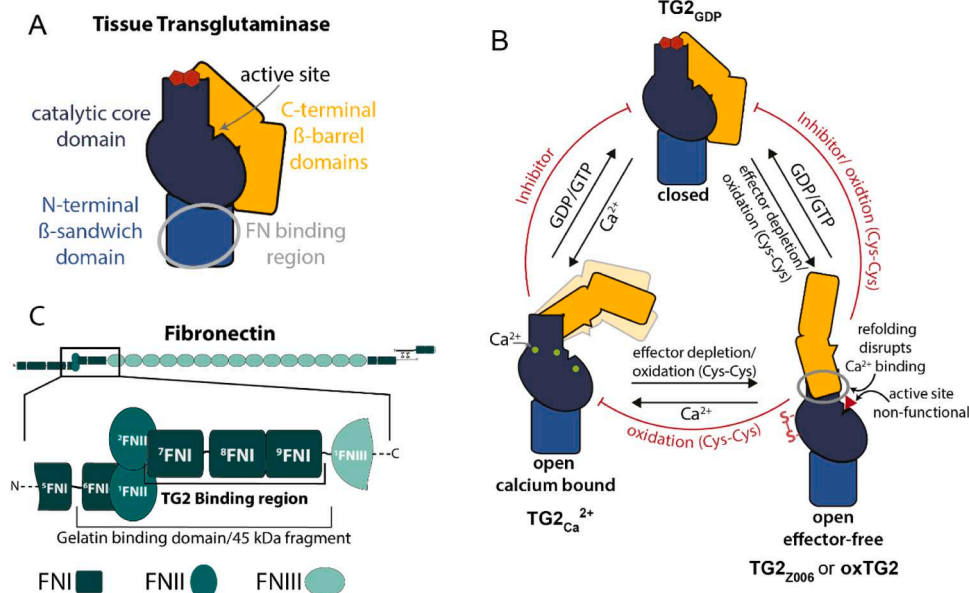 A
Tissue Transglutaminase
active site
catalytic core
domain
C-terminal
ß-barrel
domains
N-terminal
ß-sandwich
domain
FN binding
region
B
TG2GDP
closed
Inhibitor
GDP/GTP
Ca2+
effector depletion/
oxidation (Cys-Cys)
GDP/GTP
Inhibitor/ oxidation (Cys-Cys)
Ca2+
effector depletion/
oxidation (Cys-Cys)
Ca2+
oxidation (Cys-Cys)
refolding
disrupts
Ca2+ binding
active site
non-functional
S
S
open
calcium bound
TG2Ca2+
open
effector-free
TG2Z006 or oxTG2
C
Fibronectin
N
5FNI
6FNI
1FNII
2FNII
7FNI
8FNI
9FNI
1FNIII
C
TG2 Binding region
Gelatin binding domain/45 kDa fragment
FNI
FNII
FNIII